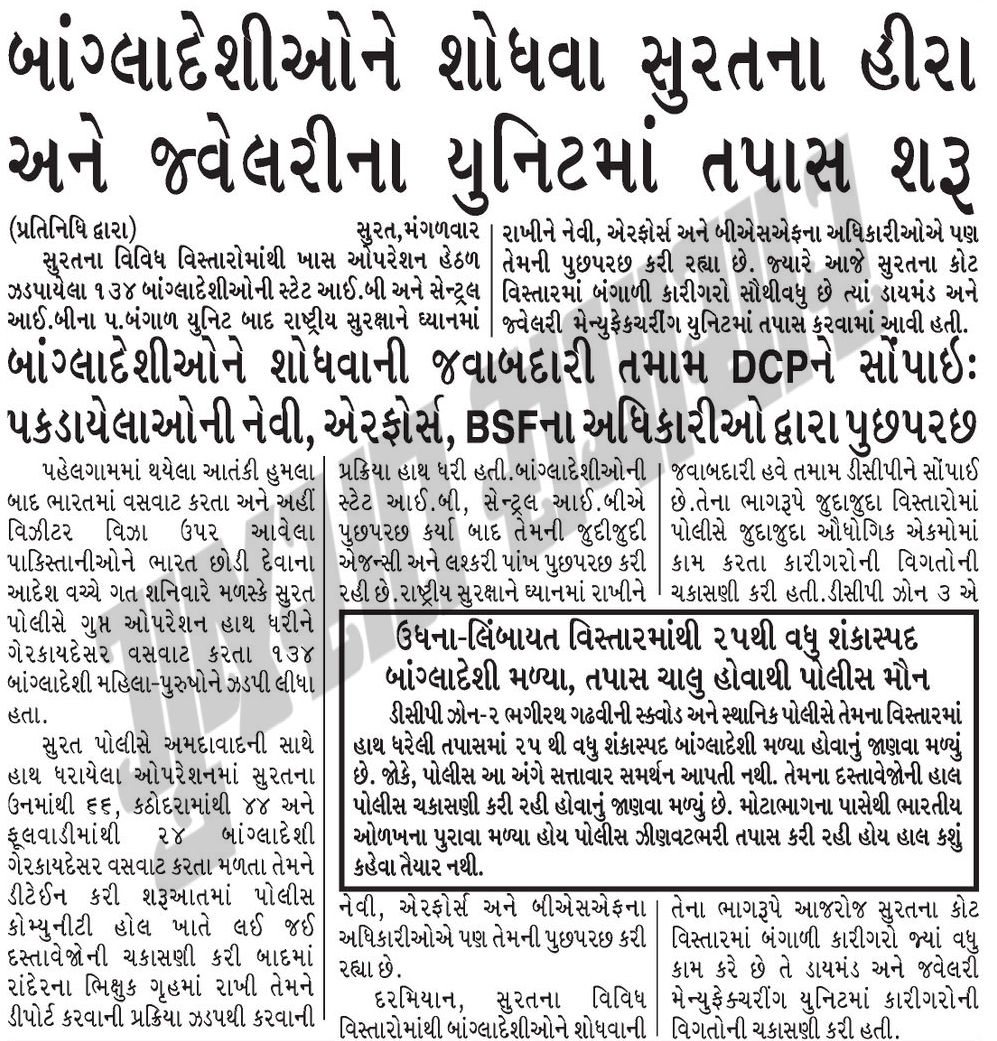 બાંગ્લાદેશીઓને શોધવા સુરતના હીરા
અને જવેલરીના યુનિટમાં તપાસ શરૂ
(પ્રતિનિધિ દ્વારા) સુરત,મંગળવાર
સુરતના વિવિધ વિસ્તારોમાંથી ખાસ ઓપરેશન હેઠળ
ઝડપાયેલા ૧૩૪ બાંગ્લાદેશીઓની સ્ટેટ આઈ.બી અને સેન્ટ્રલ
આઈ.બીના પ.બંગાળ યુનિટ બાદ રાષ્ટ્રીય સુરક્ષાને ઘ્યાનમાં
રાખીને નેવી, એરફોર્સ અને બીએસએફના અધિકારીઓએ પણ
તેમની પુછપરછ કરી રહ્યા છે. જ્યારે આજે સુરતના કોટ
વિસ્તારમાં બંગાળી કારીગરો સૌથીવધુ છે ત્યાં ડાયમંડ અને
જ્વેલરી મેન્યુફેકચરીંગ યુનિટમાં તપાસ કરવામાં આવી હતી.
બાંગ્લાદેશીઓને શોધવાની જવાબદારી તમામ DCPને સોંપાઇઃ
પકડાયેલાઓની નેવી, એરફોર્સ, BSFના અધિકારીઓ દ્વારા પુછપરછ
પહેલગામમાં થયેલા આતંકી હુમલા
બાદ ભારતમાં વસવાટ કરતા અને અહીં
વિઝીટર વિઝા ઉપર આવેલા
પાકિસ્તાનીઓને ભારત છોડી દેવાના
આદેશ વચ્ચે ગત શનિવારે મળસ્કે સુરત
પોલીસે ગુપ્ત ઓપરેશન હાથ ધરીને
ગેરકાયદેસર વસવાટ કરતા ૧૩૪
બાંગ્લાદેશી મહિલા-પુરુષોને ઝડપી લીધા
હતા.
સુરત પોલીસે અમદાવાદની સાથે
હાથ ધરાયેલા ઓપરેશનમાં સુરતના
ઉનમાંથી ૬૬, કઠોદરામાંથી ૪૪ અને
ફૂલવાડીમાંથી ૨૪ બાંગ્લાદેશી
ગેરકાયદેસર વસવાટ કરતા મળતા તેમને
ડીટેઈન કરી શરૂઆતમાં પોલીસ
કોમ્યુનીટી હોલ ખાતે લઈ જઈ
દસ્તાવેજોની ચકાસણી કરી બાદમાં
રાંદેરના ભિક્ષુક ગૃહમાં રાખી તેમને
ડીપોર્ટ કરવાની પ્રક્રિયા ઝડપથી કરવાની
પ્રક્રિયા હાથ ધરી હતી.બાંગ્લાદેશીઓની
સ્ટેટ આઈ.બી, સેન્ટ્રલ આઈ.બીએ
પુછપરછ કર્યા બાદ તેમની જુદીજુદી
એજન્સી અને લશ્કરી પાંખ પુછપરછ કરી
રહી છે.રાષ્ટ્રીય સુરક્ષાને ઘ્યાનમાં રાખીને
જવાબદારી હવે તમામ ડીસીપીને સોંપાઈ
છે.તેના ભાગરૂપે જુદાજુદા વિસ્તારોમાં
પોલીસે જુદાજુદા ઔધોગિક એકમોમાં
કામ કરતા કારીગરોની વિગતોની
ચકાસણી કરી હતી.ડીસીપી ઝોન ૩ એ
ઉધના-લિંબાયત વિસ્તારમાંથી ૨૫થી વધુ શંકાસ્પદ
બાંગ્લાદેશી મળ્યા, તપાસ ચાલુ હોવાથી પોલીસ મૌન
ડીસીપી ઝોન-૨ ભગીરથ ગઢવીની સ્ક્વોડ અને સ્થાનિક પોલીસે તેમના વિસ્તારમાં
હાથ ધરેલી તપાસમાં ૨૫ થી વધુ શંકાસ્પદ બાંગ્લાદેશી મળ્યા હોવાનું જાણવા મળ્યું
છે. જોકે, પોલીસ આ અંગે સત્તાવાર સમર્થન આપતી નથી. તેમના દસ્તાવેજોની હાલ
પોલીસ ચકાસણી કરી રહી હોવાનું જાણવા મળ્યું છે. મોટાભાગના પાસેથી ભારતીય
ઓળખના પુરાવા મળ્યા હોય પોલીસ ઝીણવટભરી તપાસ કરી રહી હોય હાલ કશું
કહેવા તૈયાર નથી.
નેવી, એરફોર્સ અને બીએસએફના
અધિકારીઓએ પણ તેમની પુછપરછ કરી
રહ્યા છે.
દરમિયાન, સુરતના વિવિધ
વિસ્તારોમાંથી બાંગ્લાદેશીઓને શોધવાની
તેના ભાગરૂપે આજરોજ સુરતના કોટ
વિસ્તારમાં બંગાળી કારીગરો જ્યાં વધુ
કામ કરે છે તે ડાયમંડ અને જવેલરી
મેન્યુફેક્ચરીંગ યુનિટમાં કારીગરોની
વિગતોની ચકાસણી કરી હતી.
ગુજરાત સમાચાર